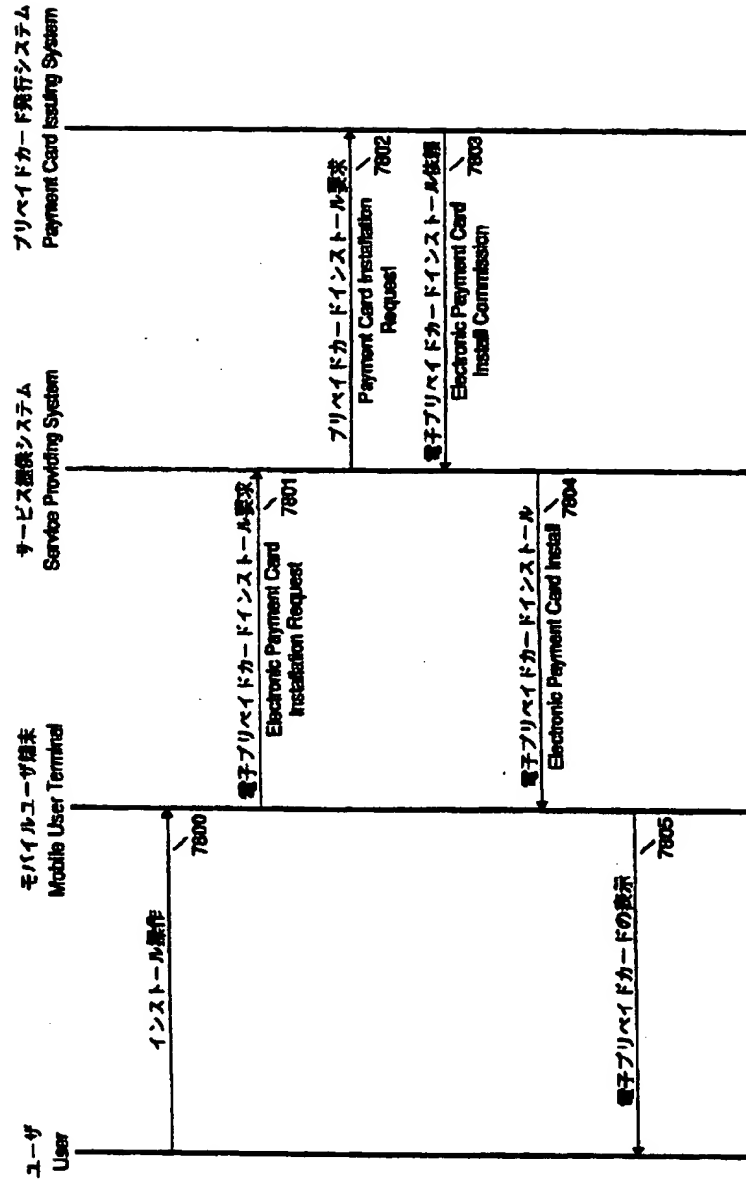 ユーザ
User
モバイルユーザ端末
Mobile User Terminal
サービス提供システム
Service Providing System
プリペイドカード発行システム
Payment Card Issuing System
インストール操作
7800
電子プリペイドカードインストール要求
7801
Electronic Payment Card
Installation Request
プリペイドカードインストール要求
7802
Payment Card Installation
Request
電子プリペイドカードインストール依頼
7803
Electronic Payment Card
Install Commission
電子プリペイドカードインストール
7804
Electronic Payment Card Install
電子プリペイドカードの表示
7805